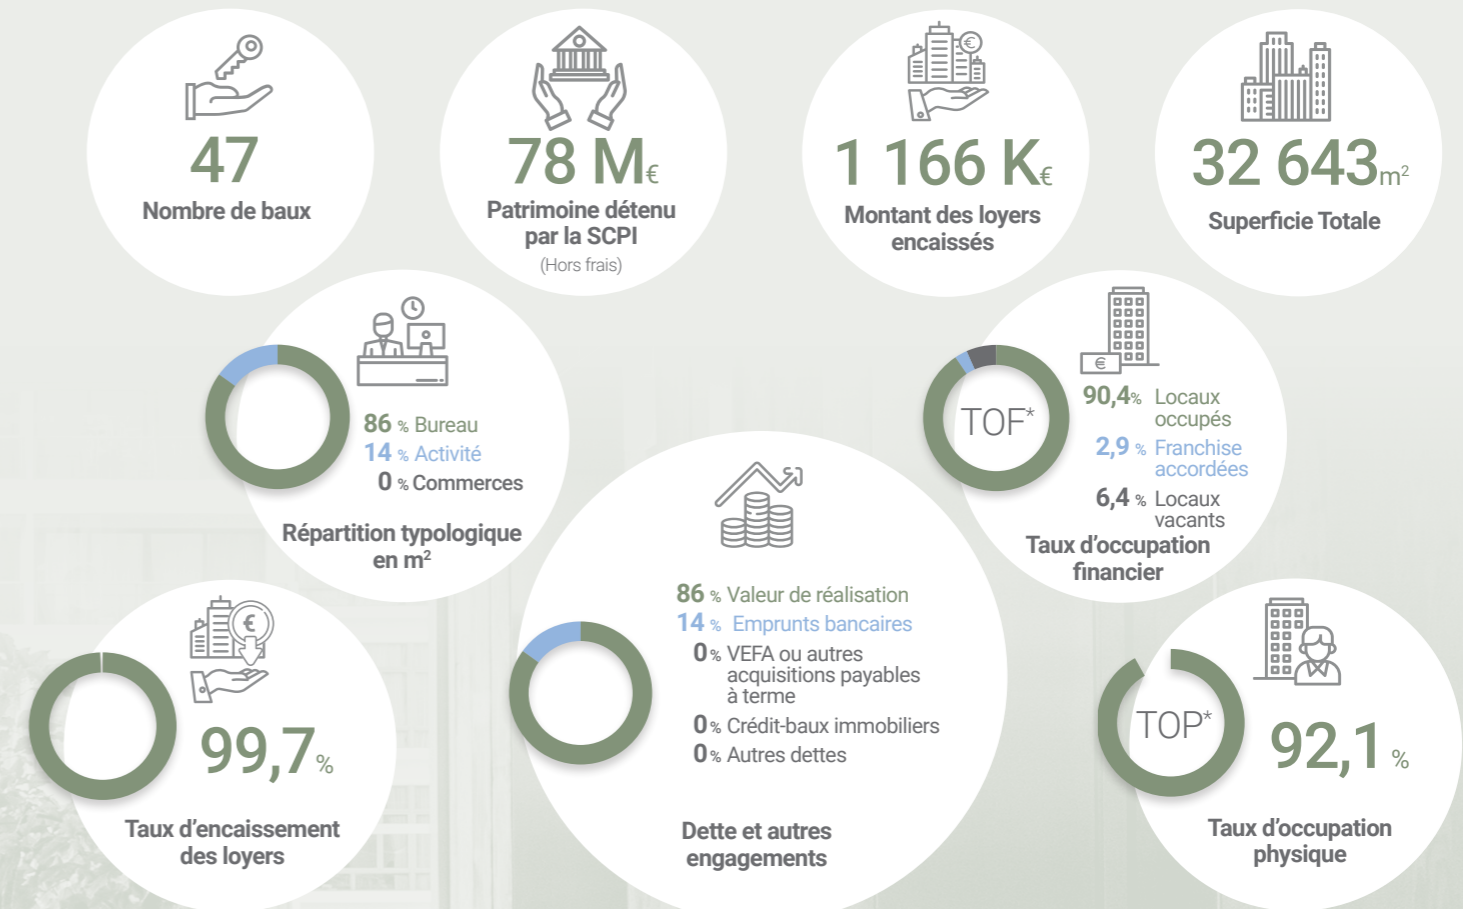 47
Nombre de baux
78 M€
Patrimoine détenu
par la SCPI
(Hors frais)
€
1 166 K€
Montant des loyers
encaissés
32 643m²
Superficie Totale
86 % Bureau
14 % Activité
0 % Commerces
Répartition typologique
en m²
TOF*
€
90,4% Locaux
occupés
2,9 % Franchise
accordées
6,4 % Locaux
vacants
Taux d'occupation
financier
86 % Valeur de réalisation
14 % Emprunts bancaires
0% VEFA ou autres
acquisitions payables
à terme
0% Crédit-baux immobiliers
0% Autres dettes
Dette et autres
engagements
€
99,7%
Taux d'encaissement
des loyers
TOP*
92,1 %
Taux d'occupation
physique